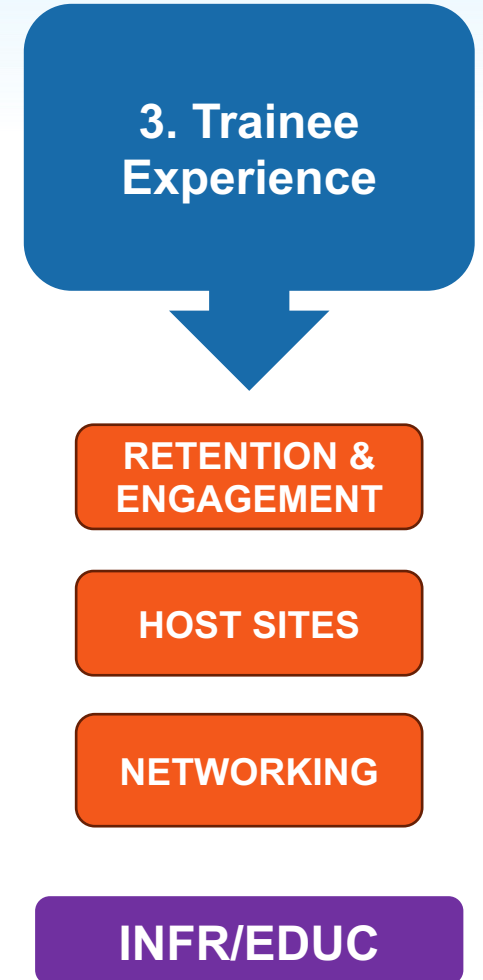 3. Trainee
Experience
RETENTION &
ENGAGEMENT
HOST SITES
NETWORKING
INFR/EDUC